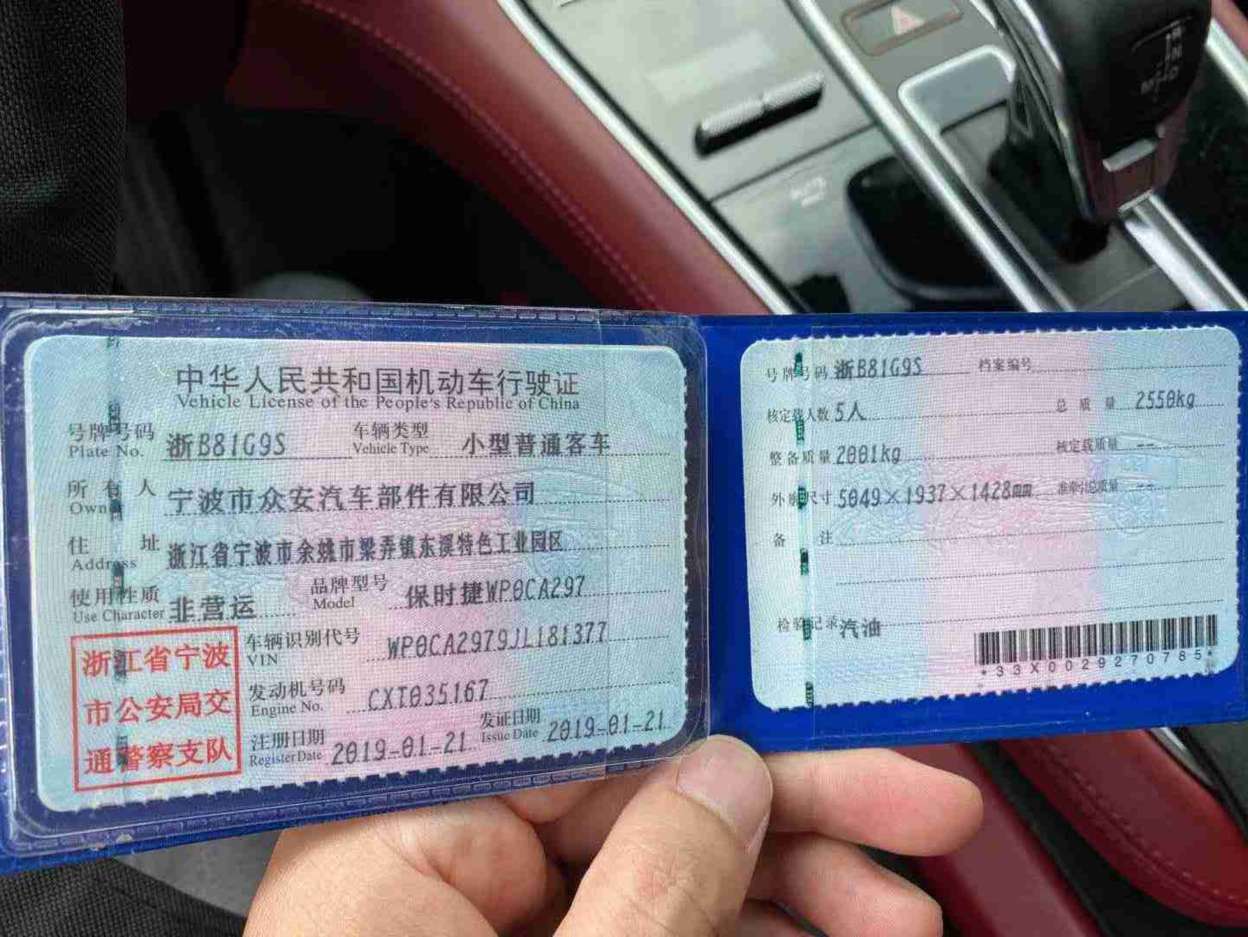 中华人民共和国机动车行驶证
Vehicle License of the People's Republic of China
号牌号码 浙B81G9S 车辆类型 小型普通客车
Plate No. Vehicle Type
所有人 宁波市众安汽车部件有限公司
Owner
住址 浙江省宁波市余姚市梁弄镇东溪特色工业园区
Address
使用性质 非营运 品牌型号 保时捷WP0CA297
Use Character Model
浙江省宁波
市公安局交
通警察支队
车辆识别代号 WP0CA2979JL181377
VIN
发动机号码 CXT035167
Engine No.
注册日期 2019-01-21 发证日期 2019-01-21
Register Date Issue Date
号牌号码 浙B81G9S 档案编号
核定载人数 5人 总质量 2550kg
整备质量 2001kg 核定载质量 --
外廓尺寸 5049×1937×1428mm 准牵引总质量 --
备注
检验记录 汽油
*33X0029270785*